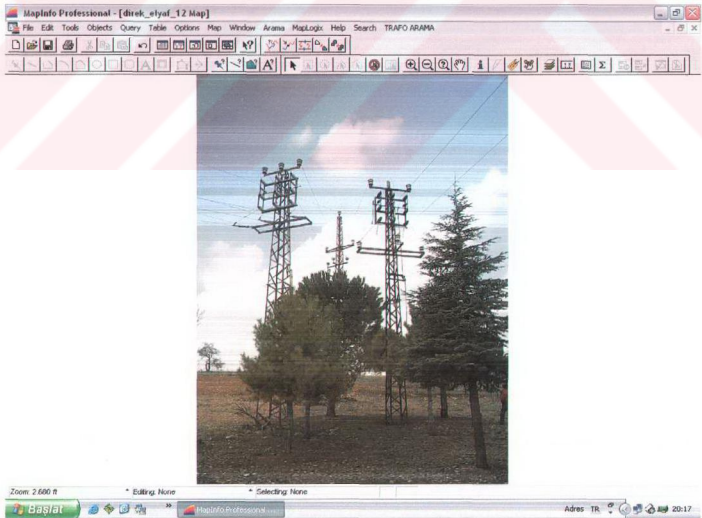 MapInfo Professional - [direk_elyaf_12 Map]
File Edit Tools Objects Query Table Options Map Window Arama MapLogix Help Search TRAFO ARAMA
Zoom: 2.680 ft * Editing: None * Selecting: None
Başlat MapInfo Professional ... Adres TR 20:17